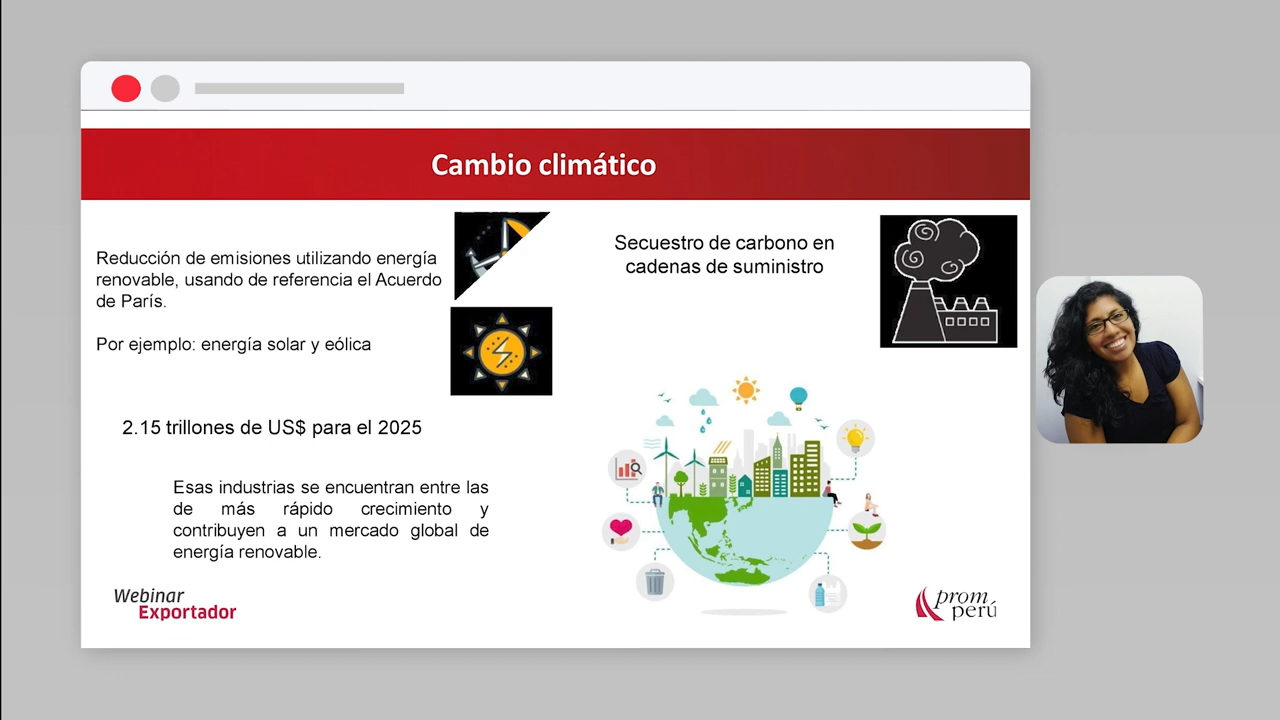 Cambio climático
Reducción de emisiones utilizando energía
renovable, usando de referencia el Acuerdo
de París.
Por ejemplo: energía solar y eólica
2.15 trillones de US$ para el 2025
Esas industrias se encuentran entre las
de más rápido crecimiento y
contribuyen a un mercado global de
energía renovable.
Secuestro de carbono en
cadenas de suministro
Webinar
Exportador
prom
perú